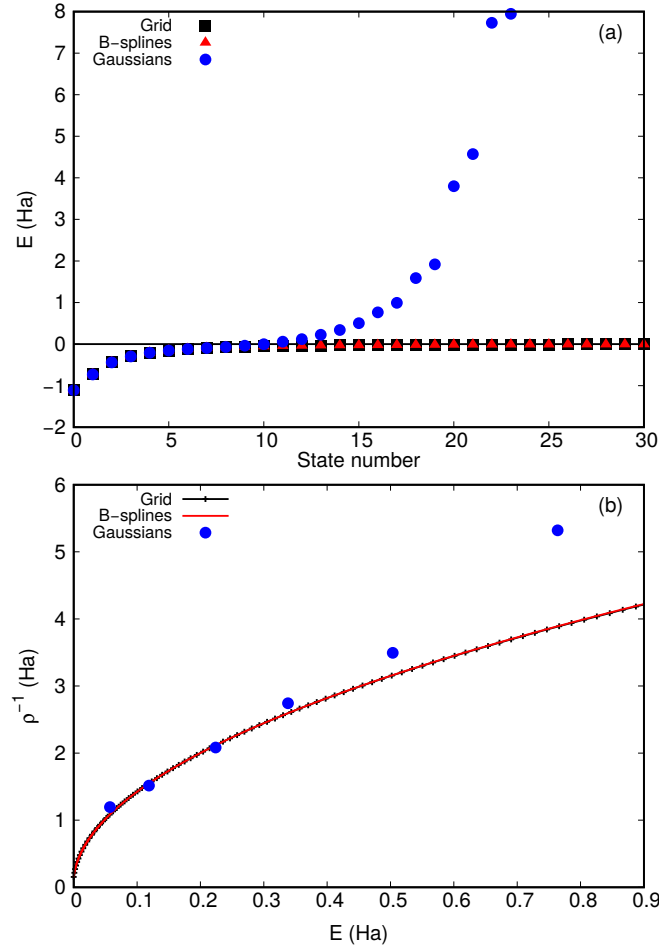 8
7
6
5
4
3
2
1
0
−1
−2
E (Ha)
Grid
B−splines
Gaussians
(a)
0 5 10 15 20 25 30
State number
6
5
4
3
2
1
0
ρ⁻¹ (Ha)
Grid
B−splines
Gaussians
(b)
0 0.1 0.2 0.3 0.4 0.5 0.6 0.7 0.8 0.9
E (Ha)